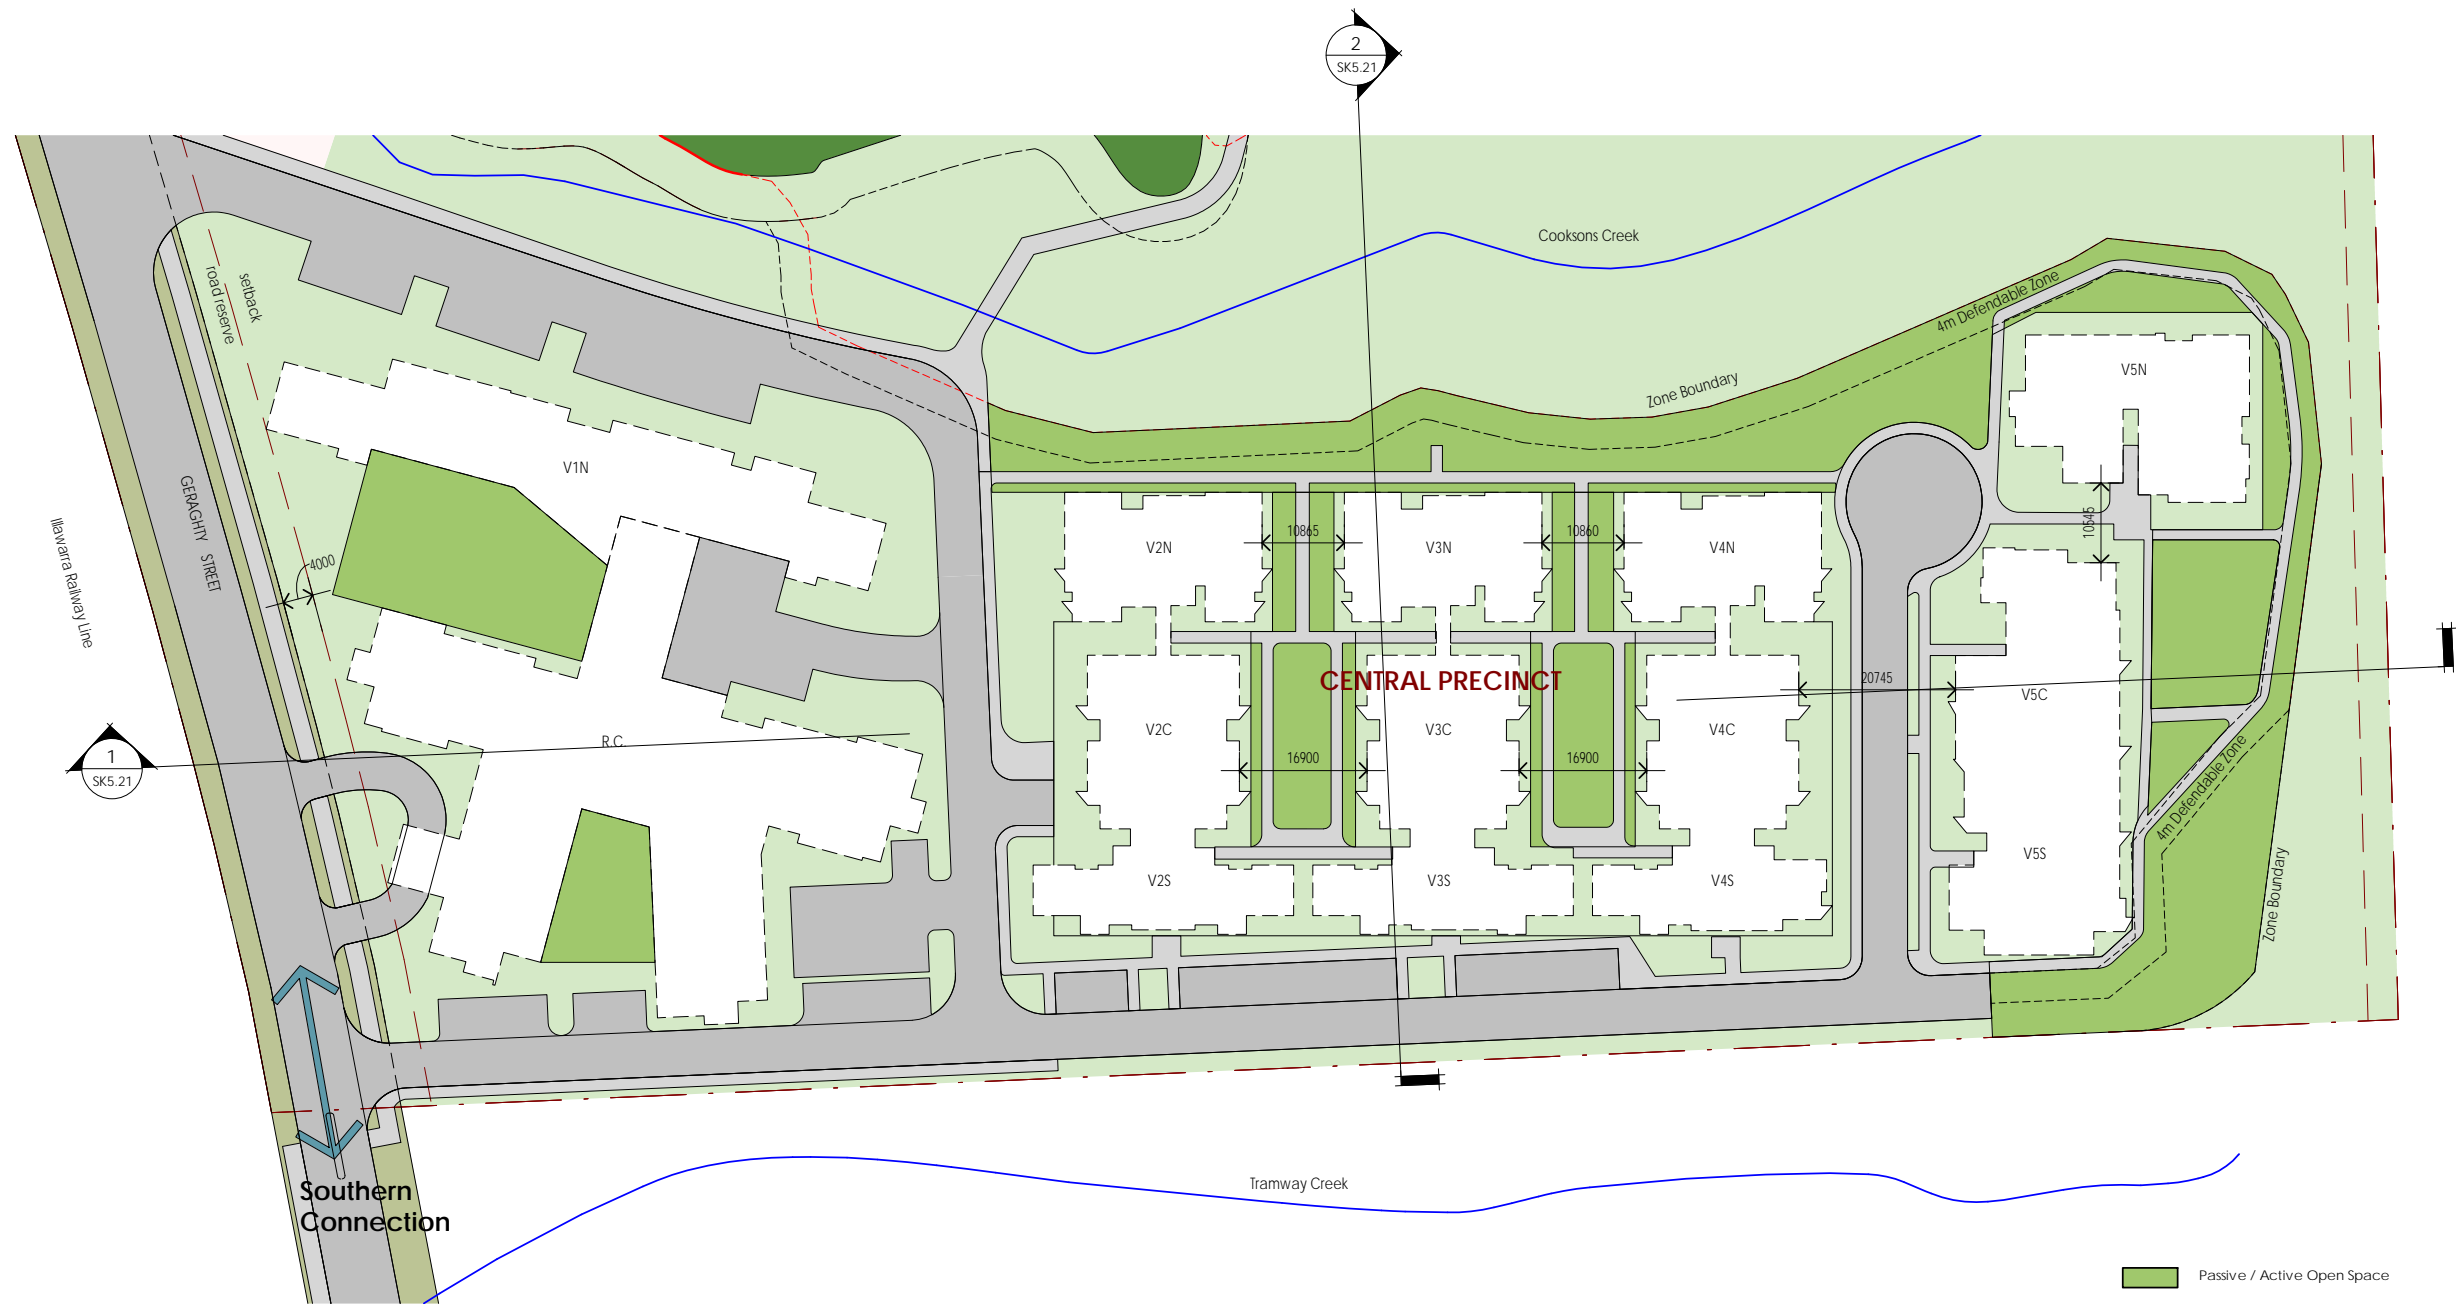 2
SK5.21
Cooksons Creek
4m Defendable Zone
setback
road reserve
Zone Boundary
V5N
V1N
GERAGHTY STREET
Illawarra Railway Line
4000
10865
10860
10545
V2N
V3N
V4N
CENTRAL PRECINCT
20745
V5C
V2C
V3C
V4C
R.C.
1
SK5.21
16900
16900
4m Defendable Zone
V5S
V2S
V3S
V4S
Zone Boundary
Southern
Connection
Tramway Creek
Passive / Active Open Space